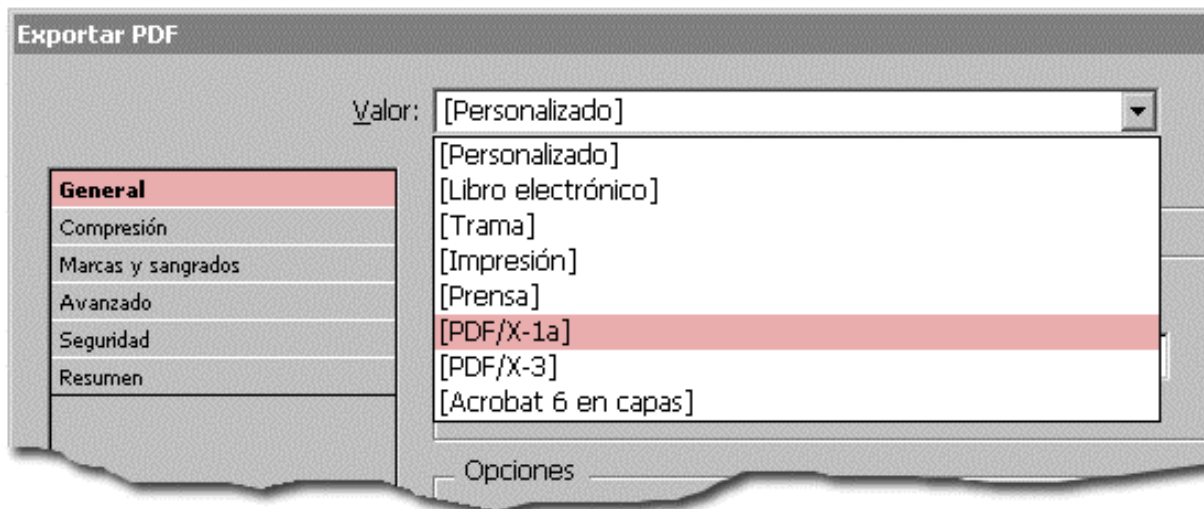 Exportar PDF
Valor: [Personalizado]
[Personalizado]
[Libro electrónico]
[Trama]
[Impresión]
[Prensa]
[PDF/X-1a]
[PDF/X-3]
[Acrobat 6 en capas]
General
Compresión
Marcas y sangrados
Avanzado
Seguridad
Resumen
Opciones